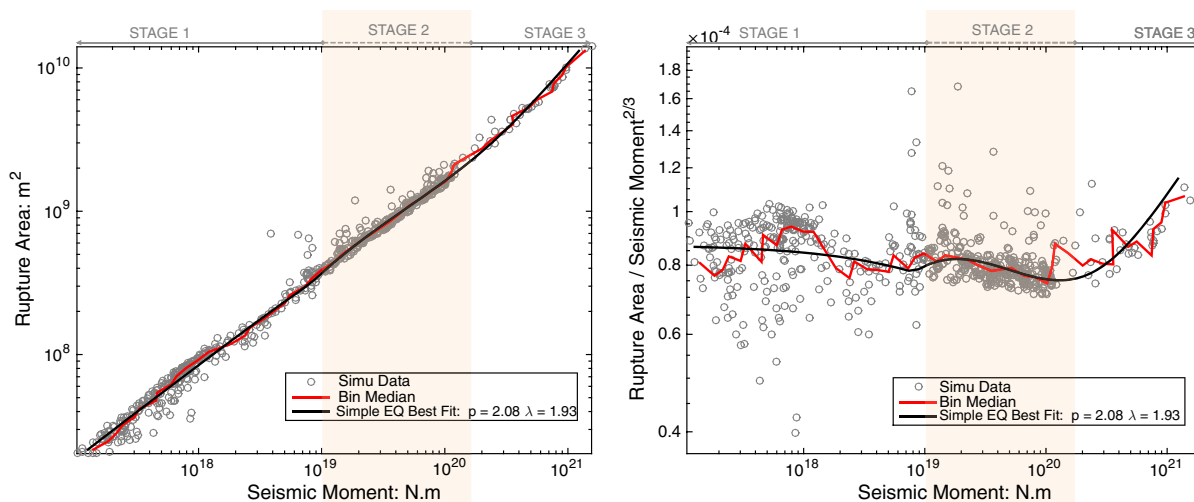 STAGE 1 STAGE 2 STAGE 3
10^10
10^9
10^8
Rupture Area: m^2
Simu Data
Bin Median
Simple EQ Best Fit: p = 2.08 λ = 1.93
10^18 10^19 10^20 10^21
Seismic Moment: N.m
×10^-4
STAGE 1 STAGE 2 STAGE 3
1.8
1.6
1.4
1.2
1
0.8
0.6
0.4
Rupture Area / Seismic Moment^2/3
Simu Data
Bin Median
Simple EQ Best Fit: p = 2.08 λ = 1.93
10^18 10^19 10^20 10^21
Seismic Moment: N.m